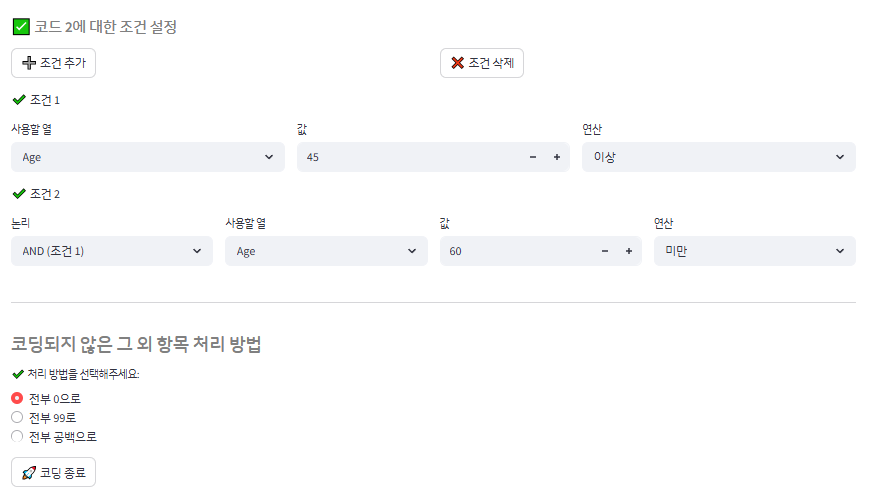 코드 2에 대한 조건 설정
조건 추가
조건 삭제
조건 1
사용할 열
값
연산
Age
45
이상
조건 2
논리
사용할 열
값
연산
AND (조건 1)
Age
60
미만
코딩되지 않은 그 외 항목 처리 방법
처리 방법을 선택해주세요:
전부 0으로
전부 99로
전부 공백으로
코딩 종료